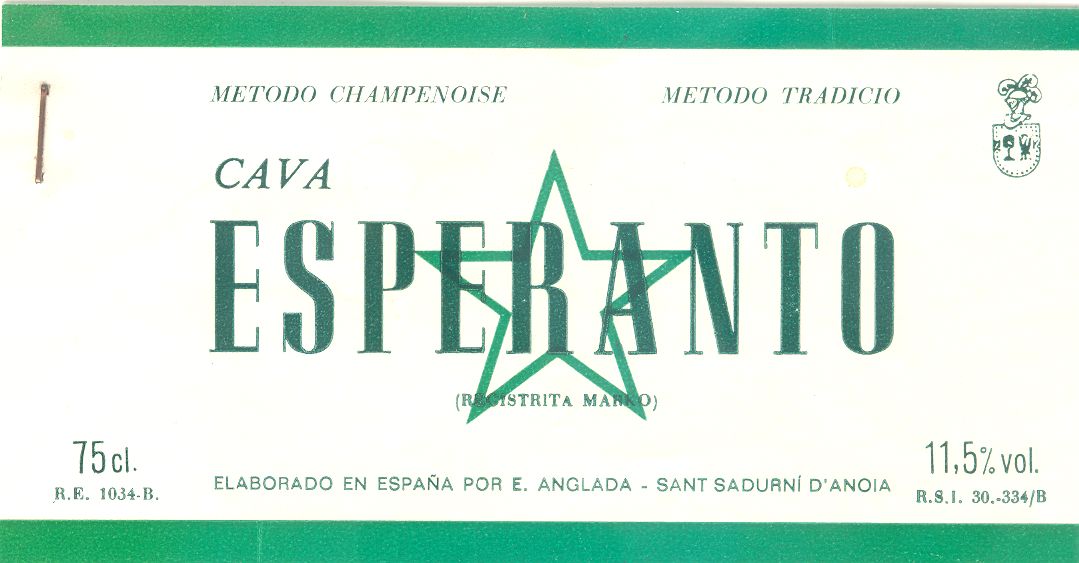 METODO CHAMPENOISE METODO TRADICIO
CAVA
ESPERANTO
(REGISTRITA MARKO)
75 cl. 11,5% vol.
R.E. 1034-B. R.S.I. 30.-334/B
ELABORADO EN ESPAÑA POR E. ANGLADA - SANT SADURNÍ D'ANOIA